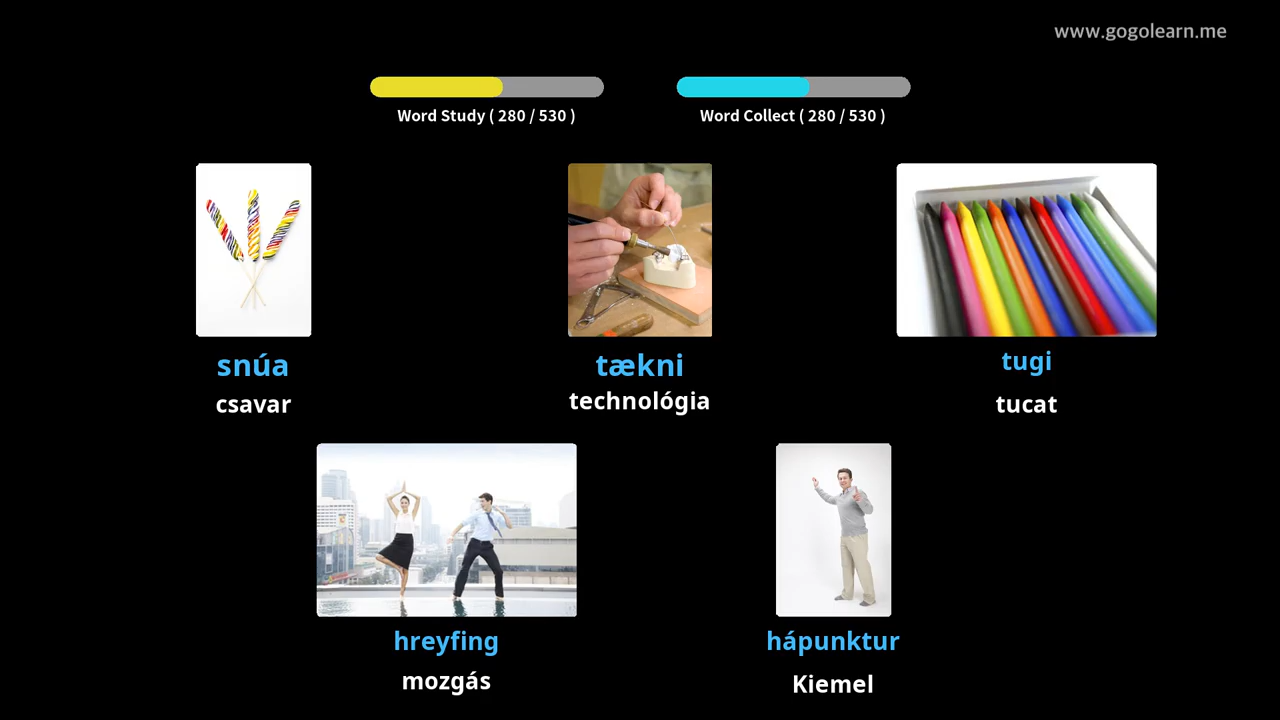 www.gogolearn.me
Word Study ( 280 / 530 )
Word Collect ( 280 / 530 )
snúa
csavar
tækni
technológia
tugi
tucat
hreyfing
mozgás
hápunktur
Kiemel